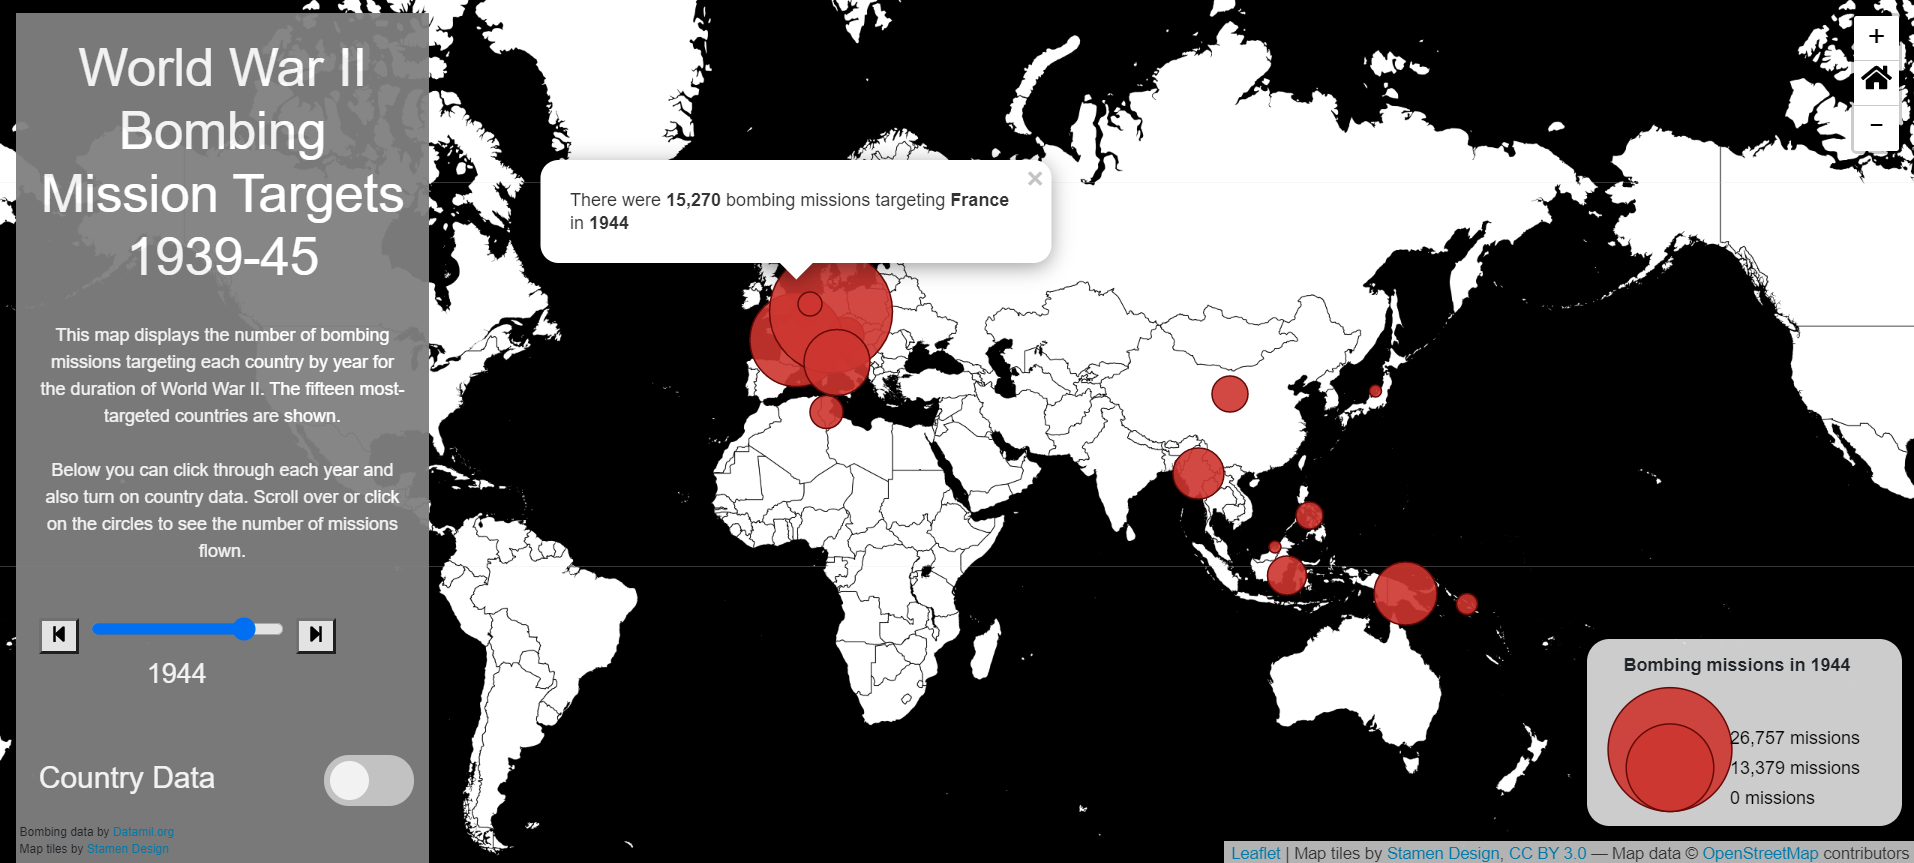 World War II
Bombing
Mission Targets
1939-45
This map displays the number of bombing
missions targeting each country by year for
the duration of World War II. The fifteen most-
targeted countries are shown.
Below you can click through each year and
also turn on country data. Scroll over or click
on the circles to see the number of missions
flown.
1944
Country Data
Bombing data by Datamil.org
Map tiles by Stamen Design
There were 15,270 bombing missions targeting France
in 1944
×
+
−
Bombing missions in 1944
26,757 missions
13,379 missions
0 missions
Leaflet | Map tiles by Stamen Design, CC BY 3.0 — Map data © OpenStreetMap contributors